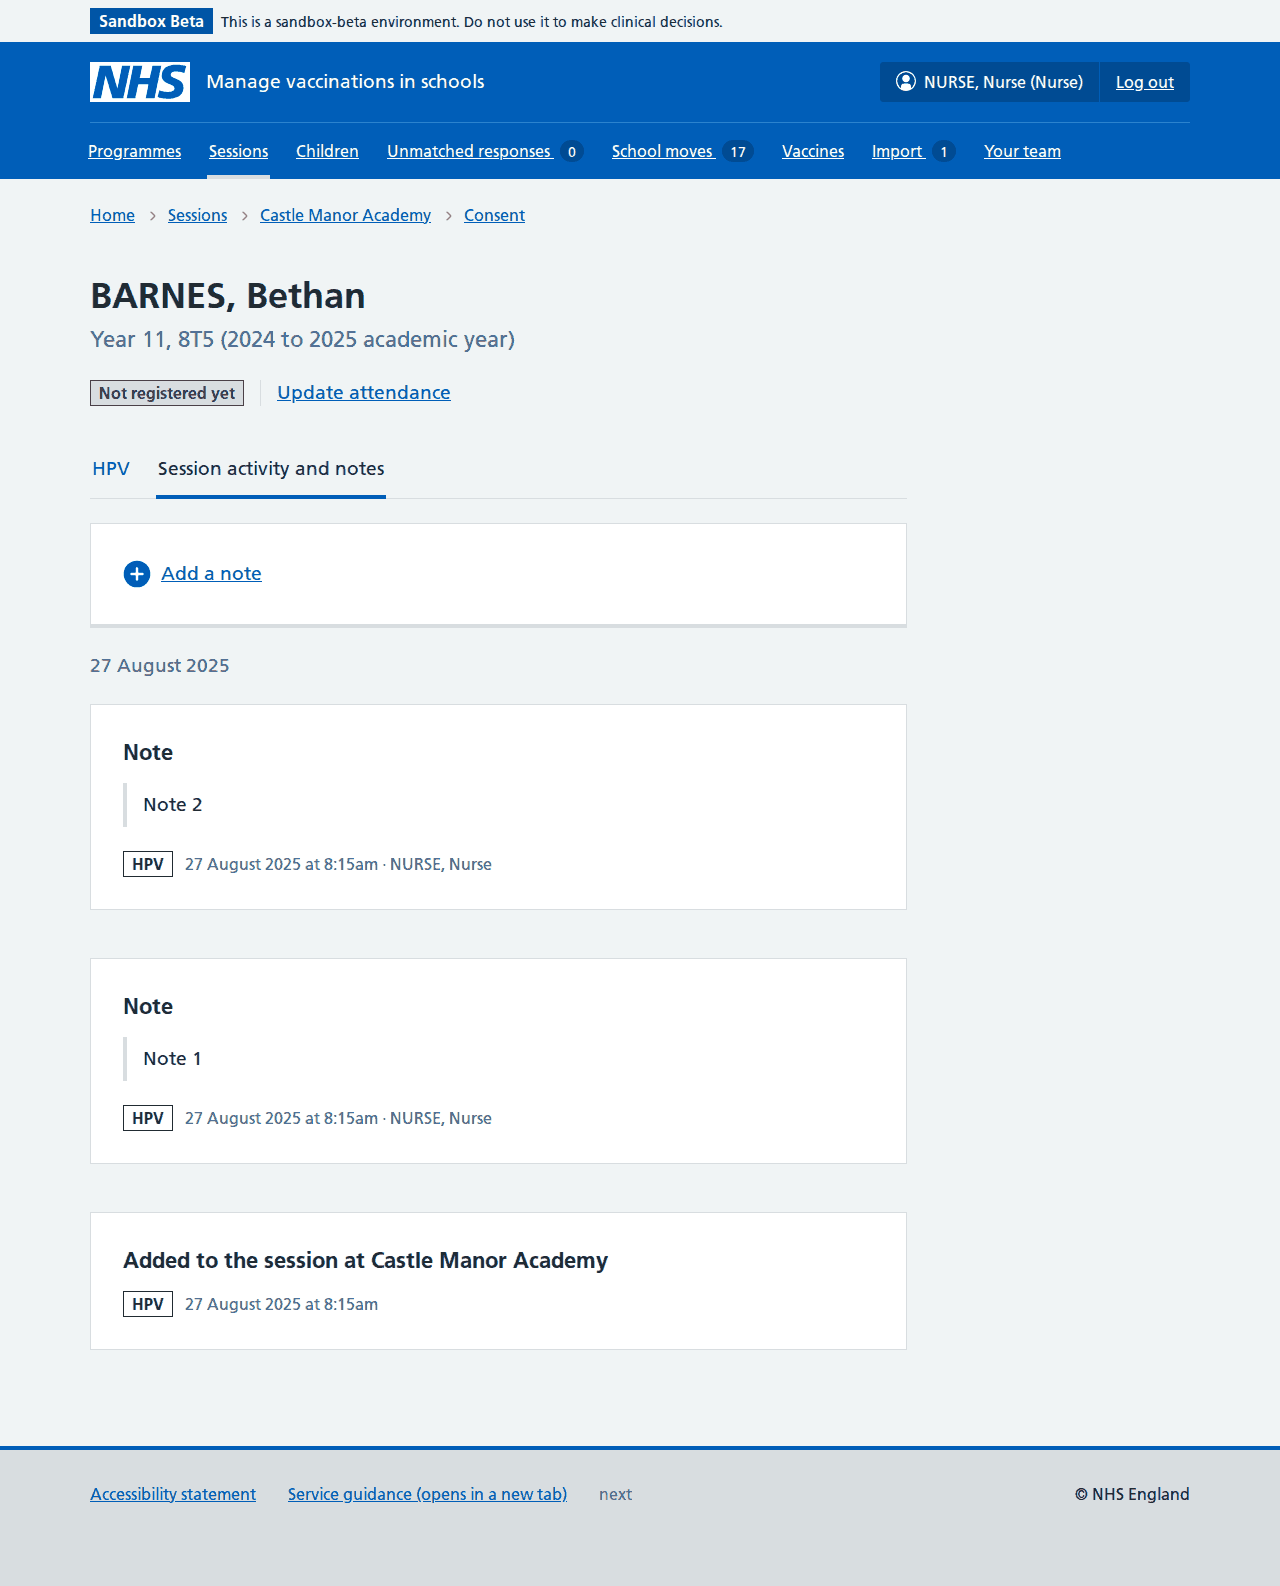 Sandbox Beta This is a sandbox-beta environment. Do not use it to make clinical decisions.
NHS Manage vaccinations in schools NURSE, Nurse (Nurse) Log out
Programmes Sessions Children Unmatched responses 0 School moves 17 Vaccines Import 1 Your team
Home Sessions Castle Manor Academy Consent
BARNES, Bethan
Year 11, 8T5 (2024 to 2025 academic year)
Not registered yet Update attendance
HPV Session activity and notes
Add a note
27 August 2025
Note
Note 2
HPV 27 August 2025 at 8:15am · NURSE, Nurse
Note
Note 1
HPV 27 August 2025 at 8:15am · NURSE, Nurse
Added to the session at Castle Manor Academy
HPV 27 August 2025 at 8:15am
Accessibility statement Service guidance (opens in a new tab) next © NHS England